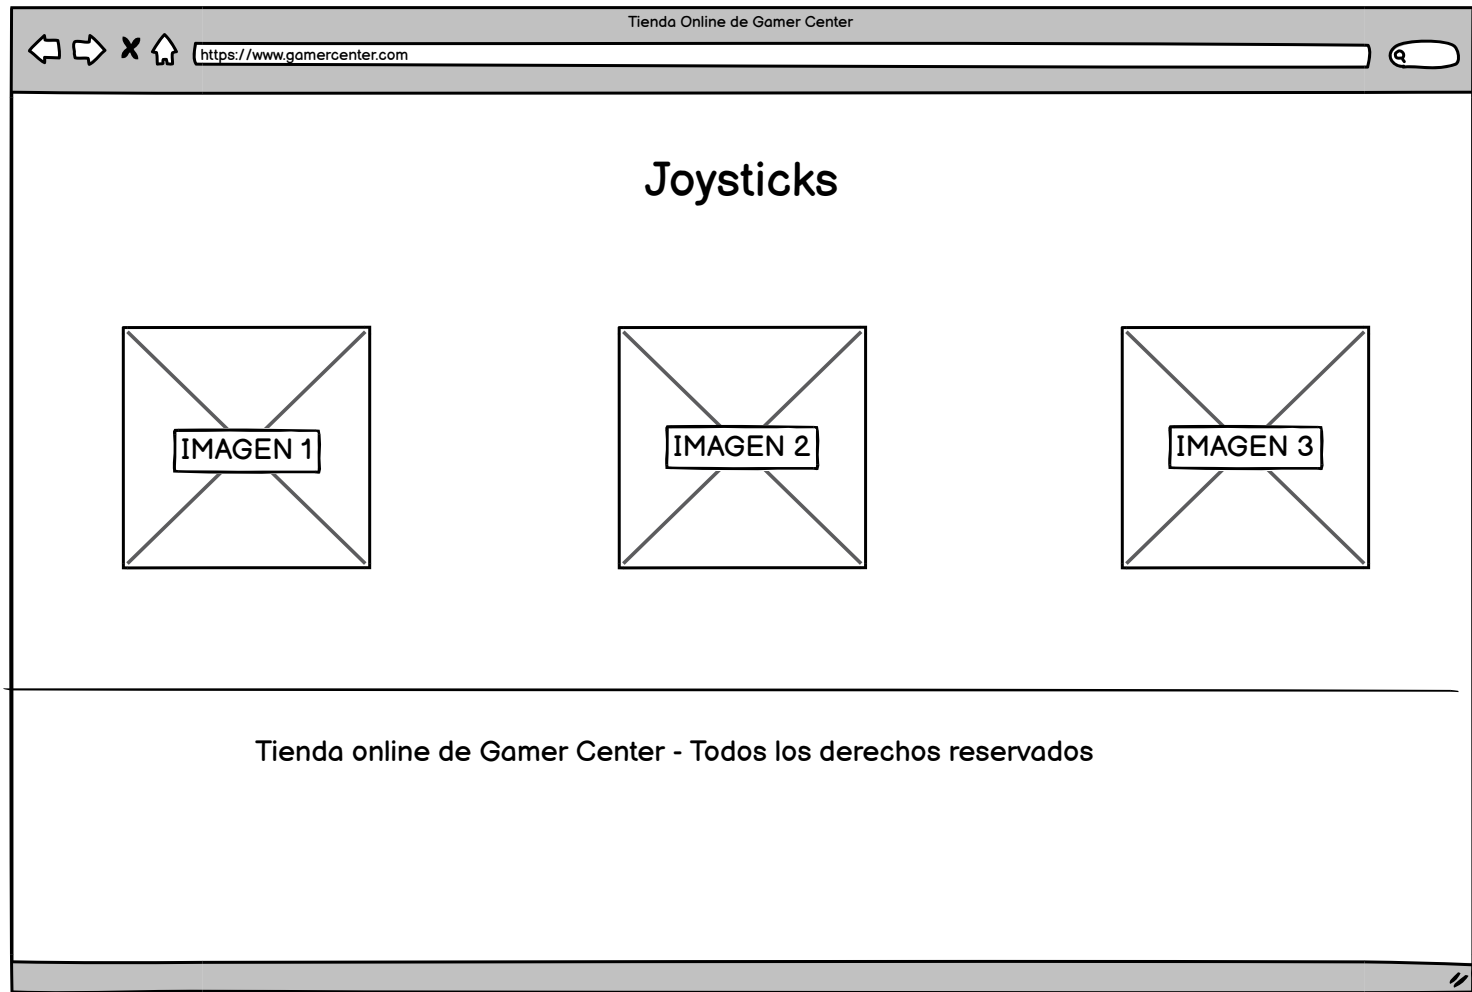 Tienda Online de Gamer Center
https://www.gamercenter.com
Joysticks
IMAGEN 1
IMAGEN 2
IMAGEN 3
Tienda online de Gamer Center - Todos los derechos reservados